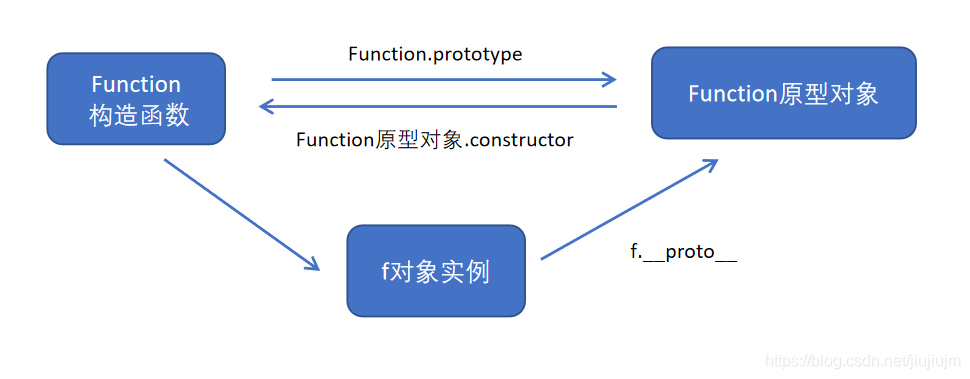 Function.prototype
Function
构造函数
Function原型对象
Function原型对象.constructor
f对象实例
f.__proto__
https://blog.csdn.net/jiujiujm